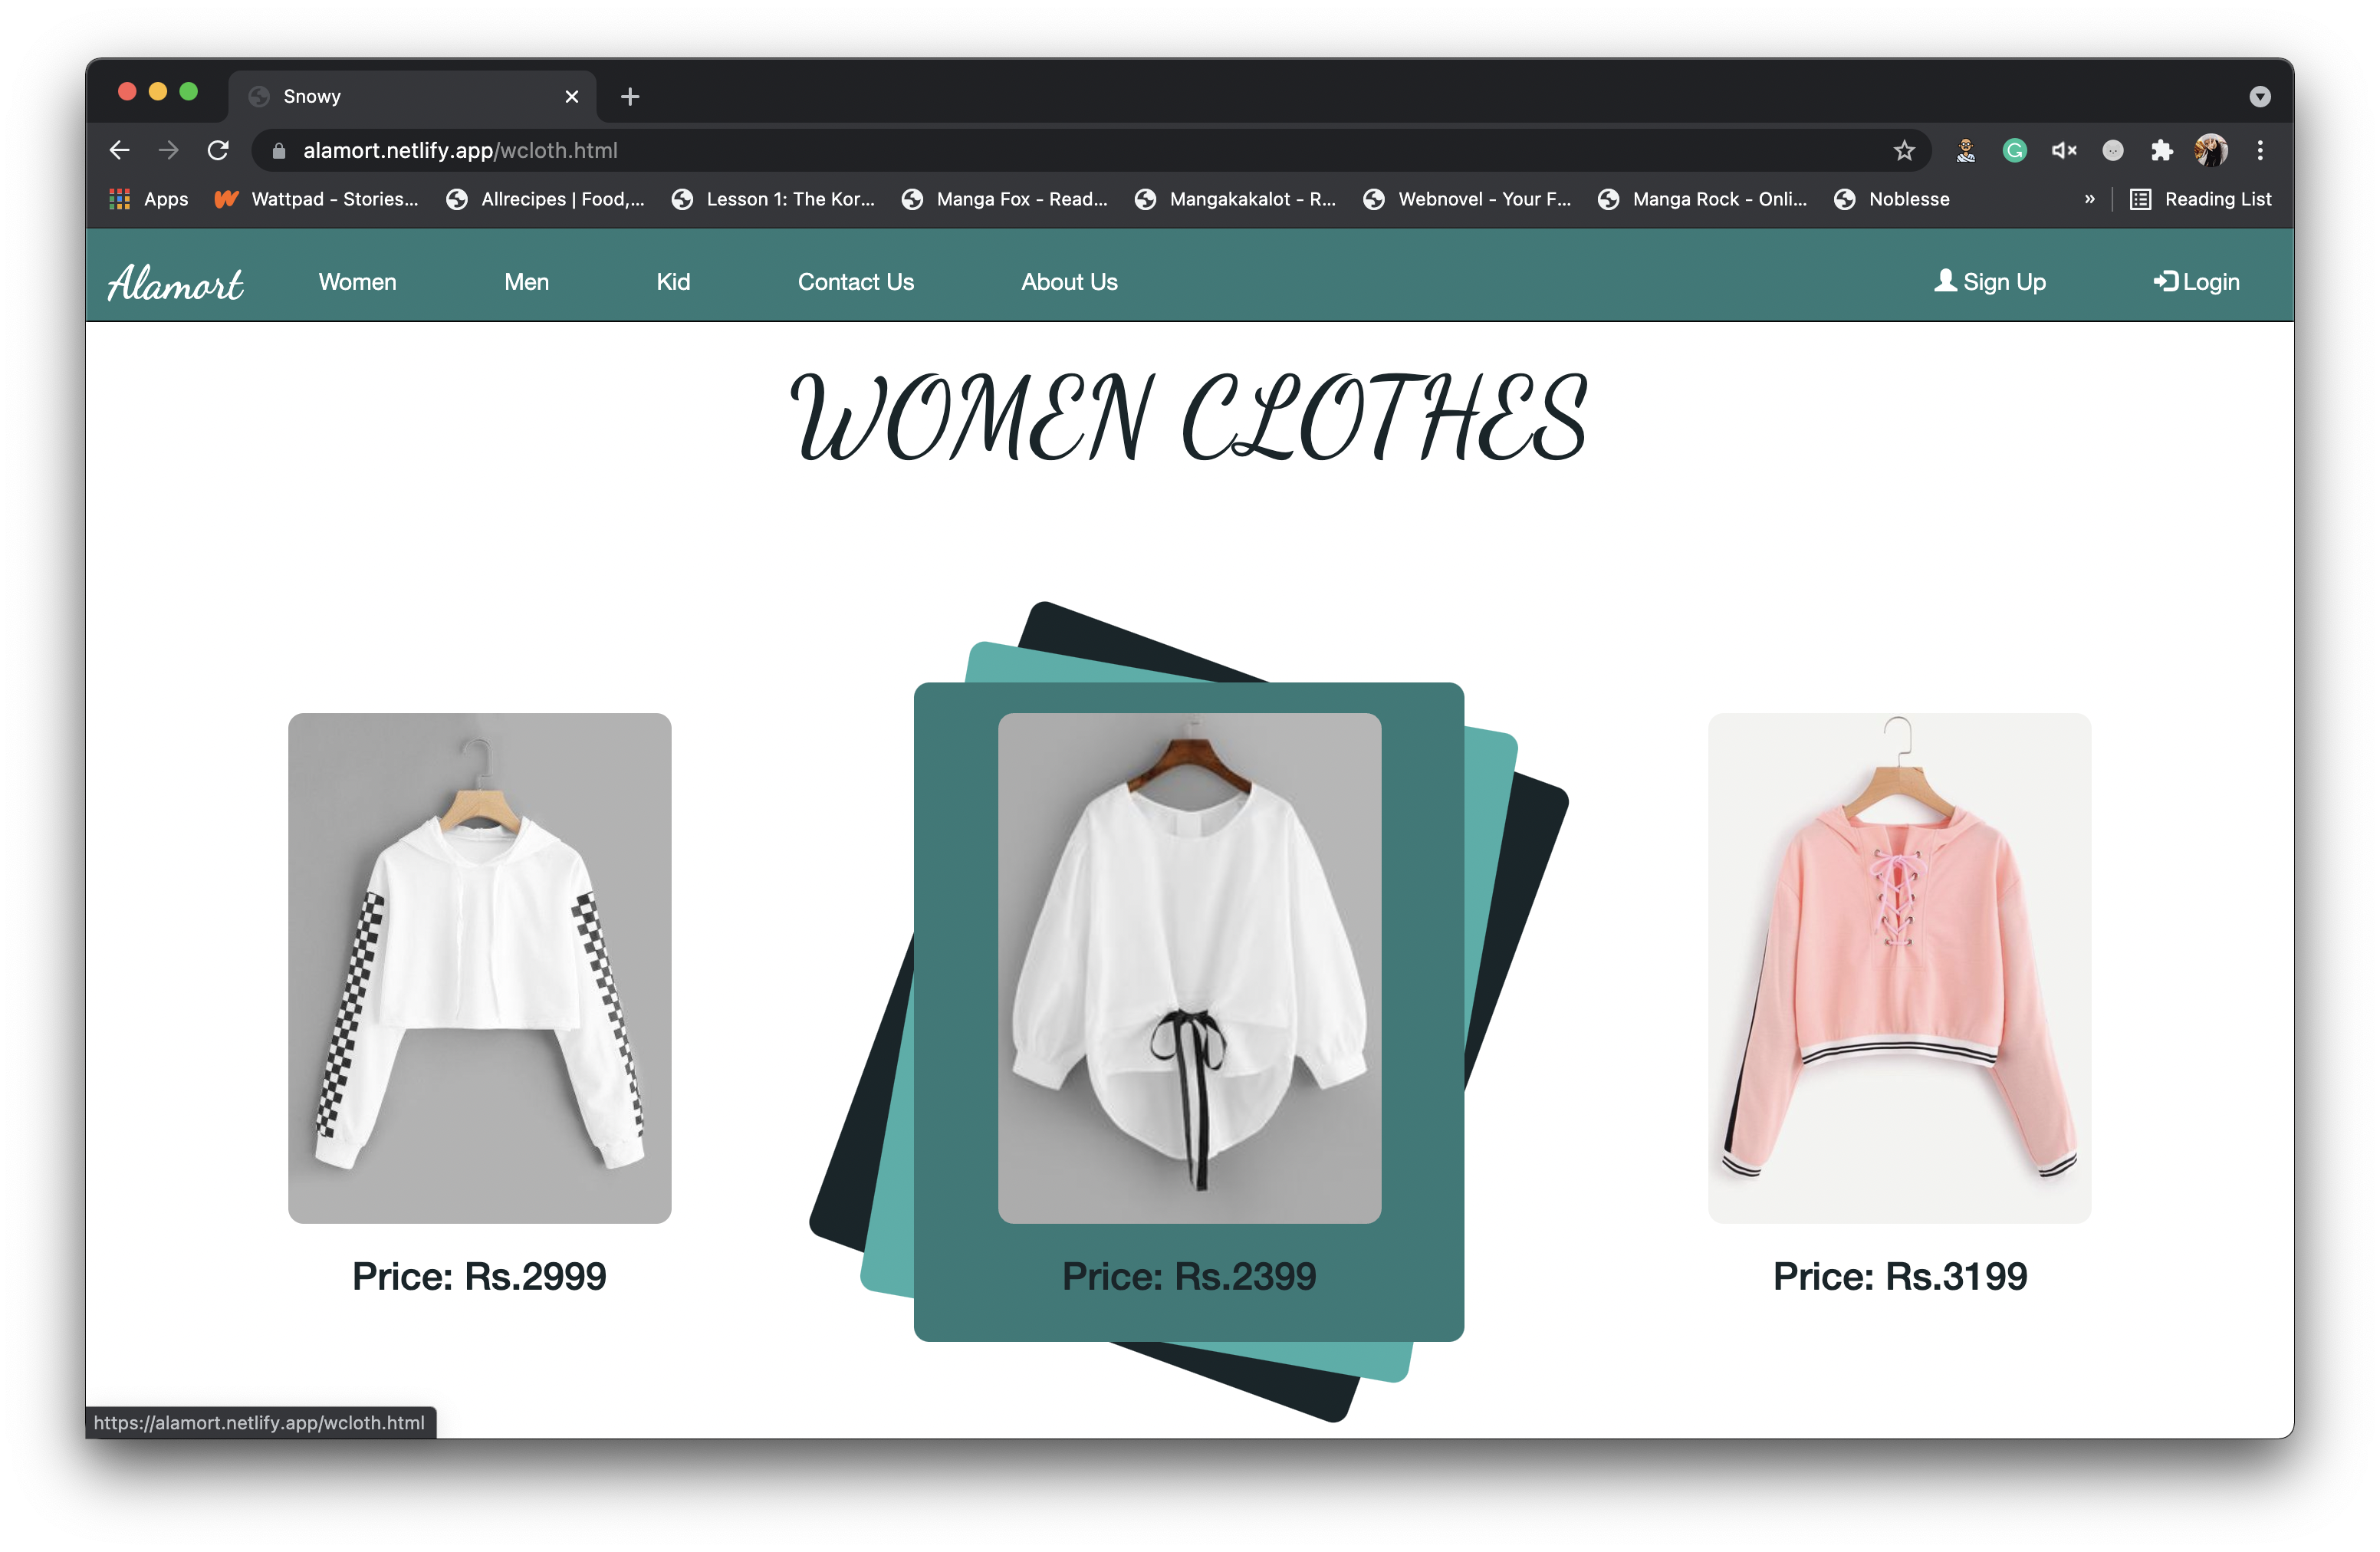 Snowy
alamort.netlify.app/wcloth.html
Apps Wattpad - Stories... Allrecipes | Food,... Lesson 1: The Kor... Manga Fox - Read... Mangakakalot - R... Webnovel - Your F... Manga Rock - Onli... Noblesse » Reading List
Alamort Women Men Kid Contact Us About Us Sign Up Login
WOMEN CLOTHES
Price: Rs.2999 Price: Rs.2399 Price: Rs.3199
https://alamort.netlify.app/wcloth.html